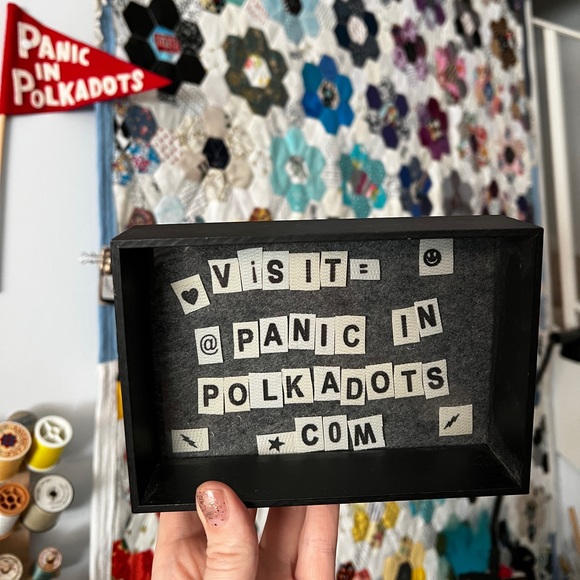 PANIC
IN
POLKADOTS
♥ ViSIT= ☻
@ PANIC IN
POLKADOTS
★ COM